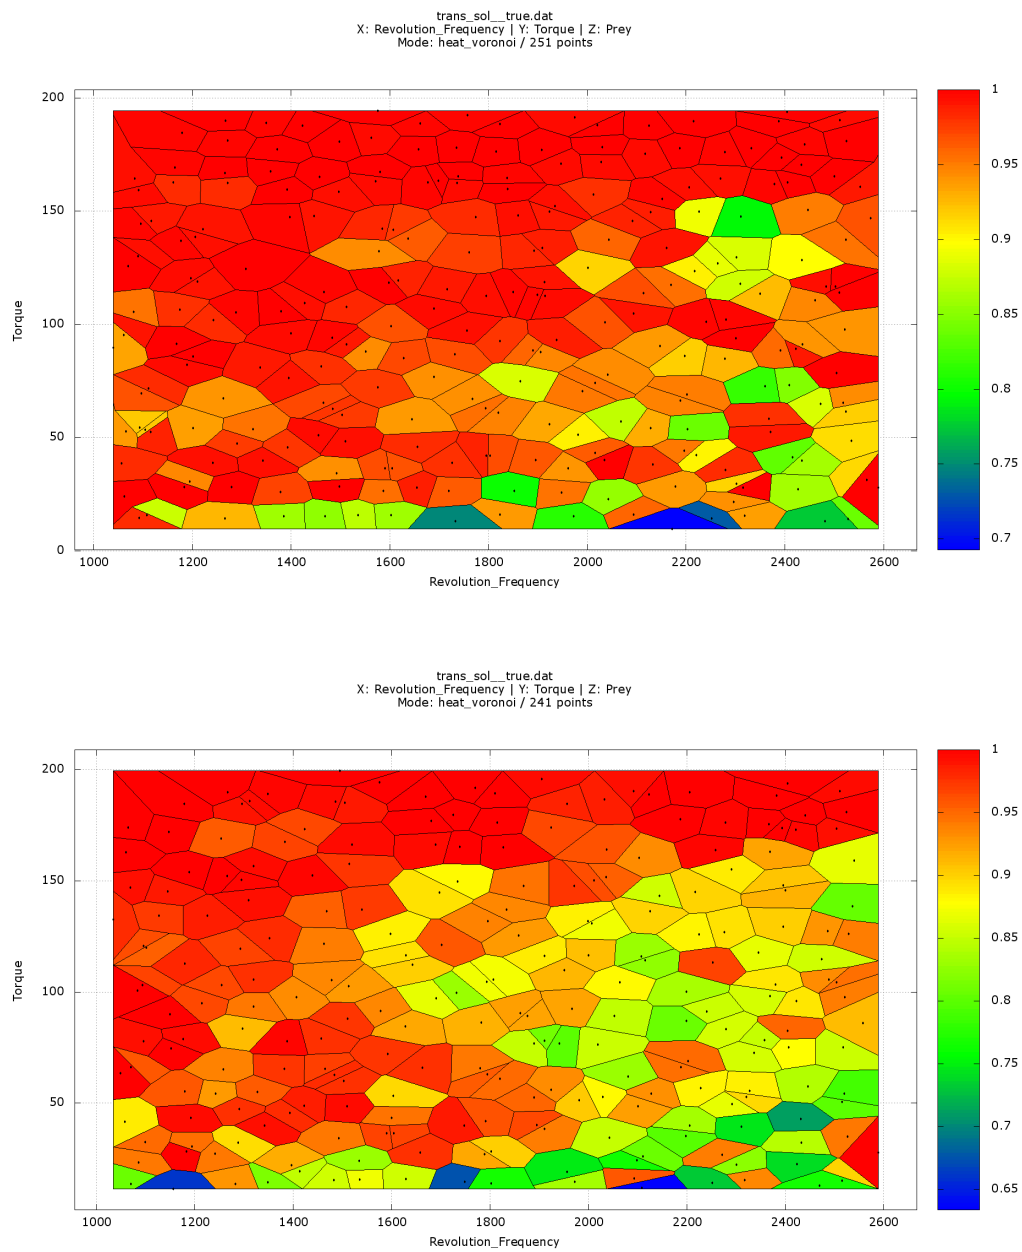 trans_sol__true.dat
X: Revolution_Frequency | Y: Torque | Z: Prey
Mode: heat_voronoi / 251 points
200
150
100
50
0
Torque
1000 1200 1400 1600 1800 2000 2200 2400 2600
Revolution_Frequency
1
0.95
0.9
0.85
0.8
0.75
0.7
trans_sol__true.dat
X: Revolution_Frequency | Y: Torque | Z: Prey
Mode: heat_voronoi / 241 points
200
150
100
50
Torque
1000 1200 1400 1600 1800 2000 2200 2400 2600
Revolution_Frequency
1
0.95
0.9
0.85
0.8
0.75
0.7
0.65